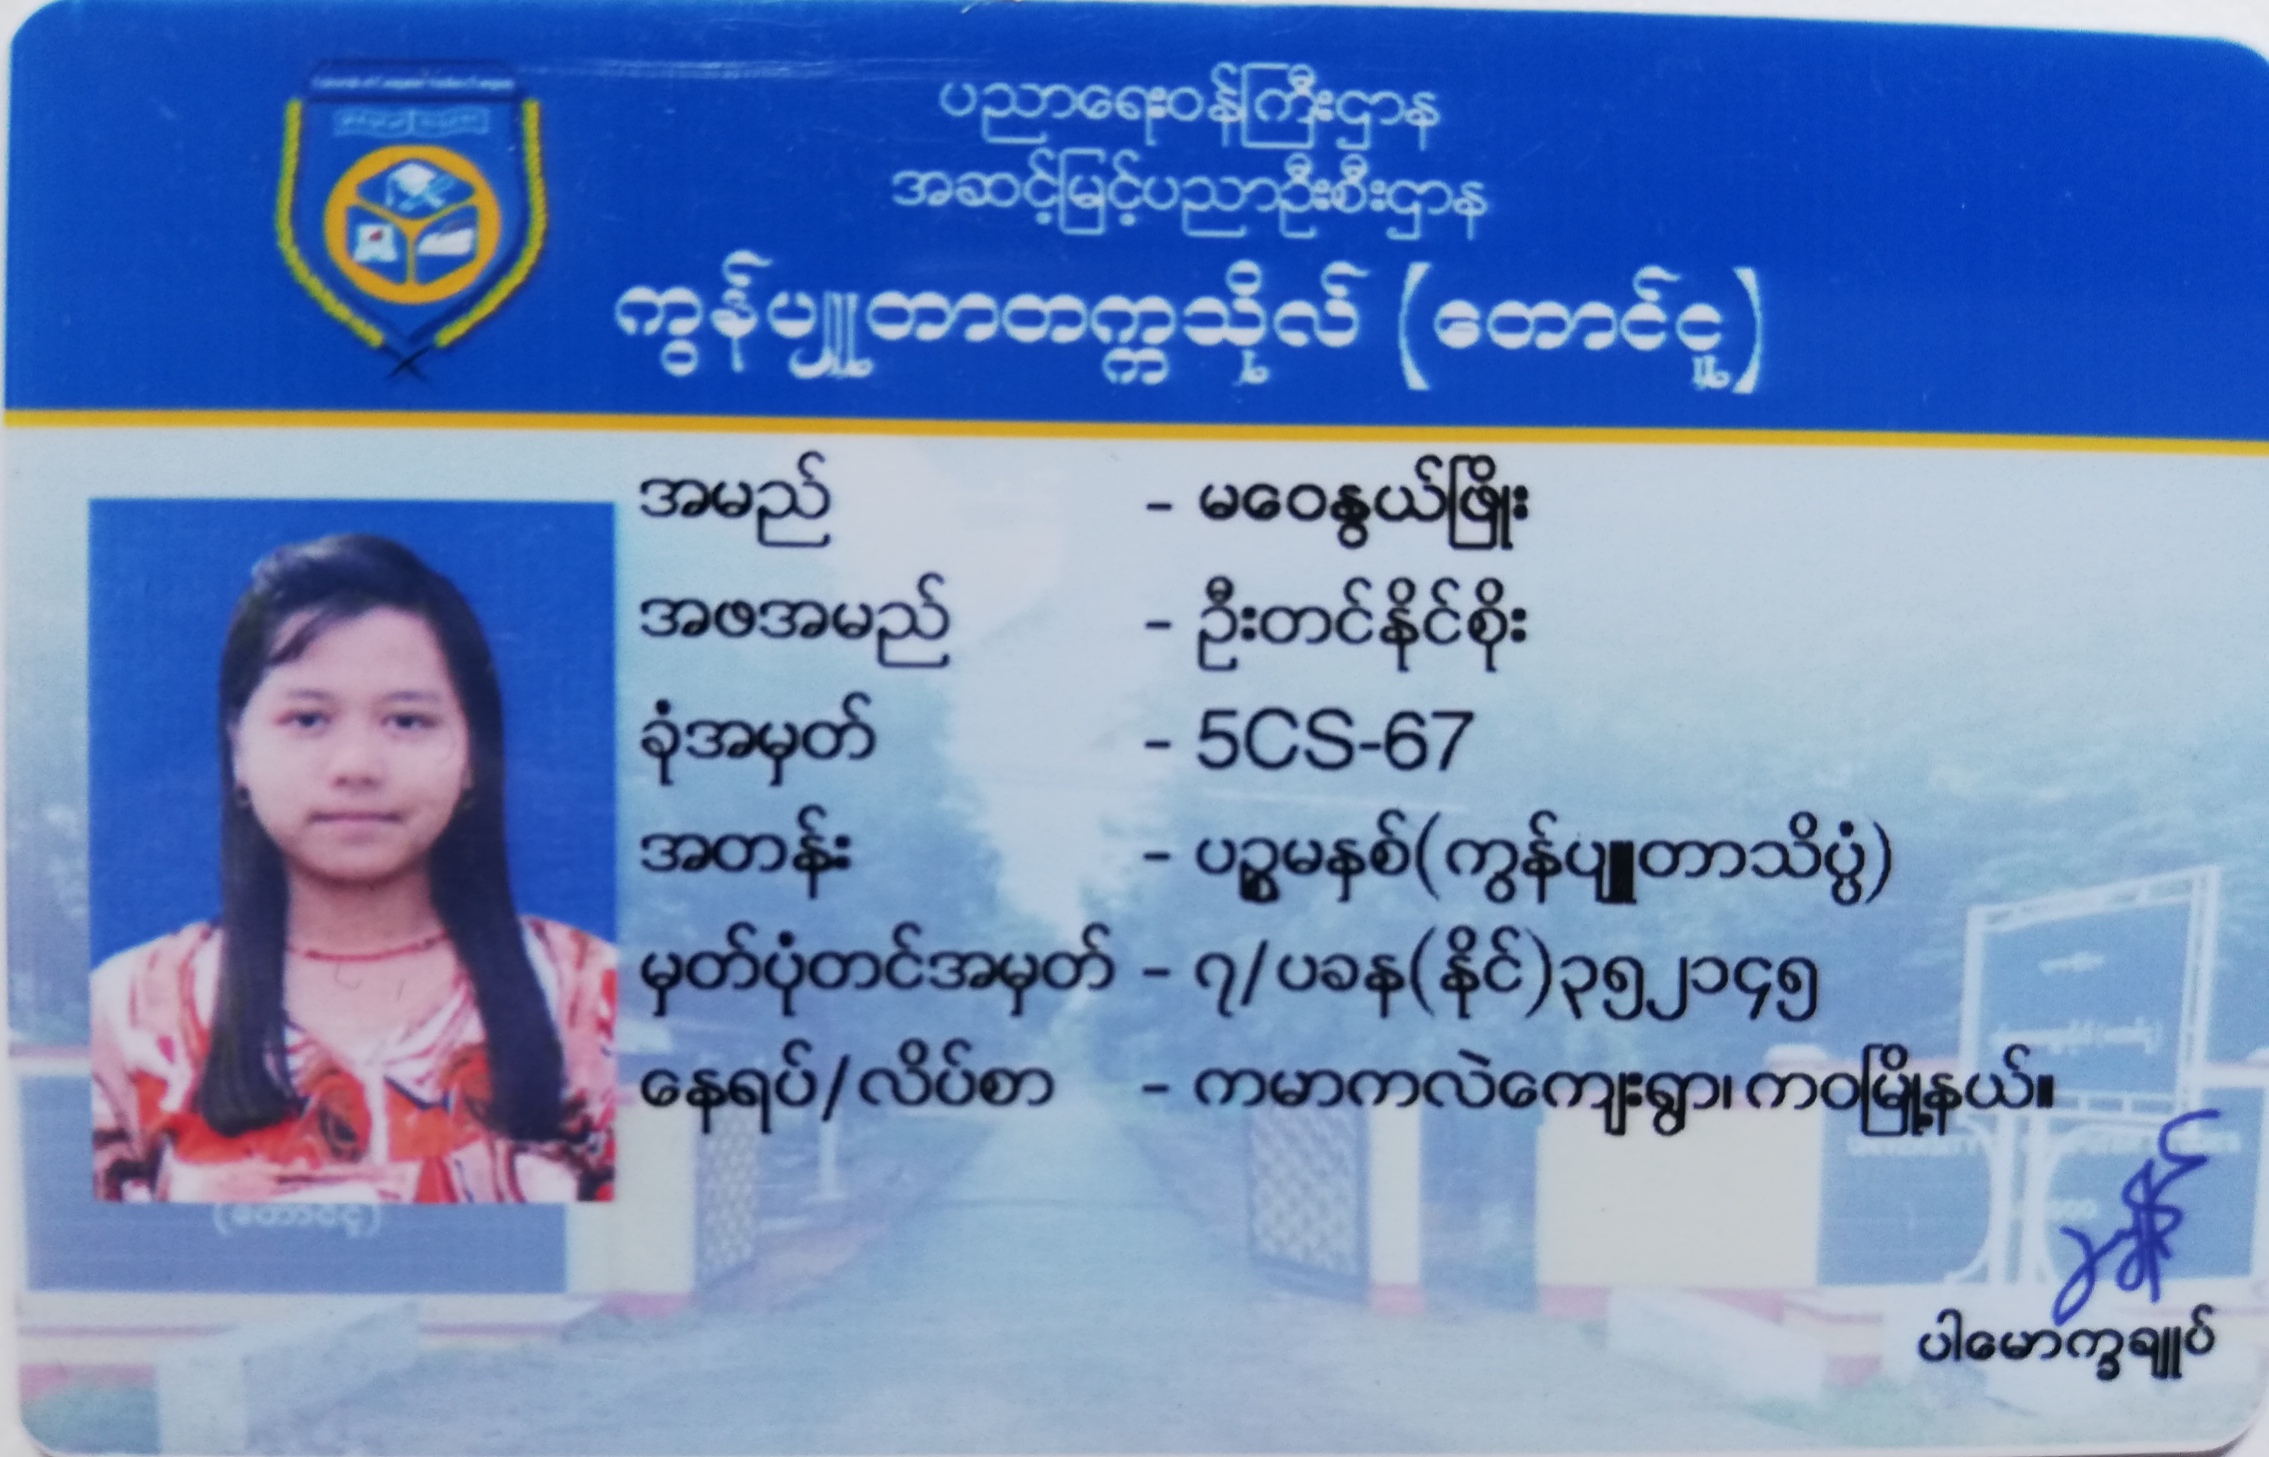 ပညာရေးဝန်ကြီးဌာန
အဆင့်မြင့်ပညာဦးစီးဌာန
ကွန်ပျူတာတက္ကသိုလ် (တောင်ငူ)
အမည် - မဝေနွယ်ဖြိုး
အဖအမည် - ဦးတင်နိုင်စိုး
ခုံအမှတ် - 5CS-67
အတန်း - ပဉ္စမနှစ်(ကွန်ပျူတာသိပ္ပံ)
မှတ်ပုံတင်အမှတ် - ၇/ပခန(နိုင်)၃၅၂၁၄၅
နေရပ်/လိပ်စာ - ကမာကလဲကျေးရွာ၊ ကဝမြို့နယ်။
(တောင်ငူ)
ပါမောက္ခချုပ်